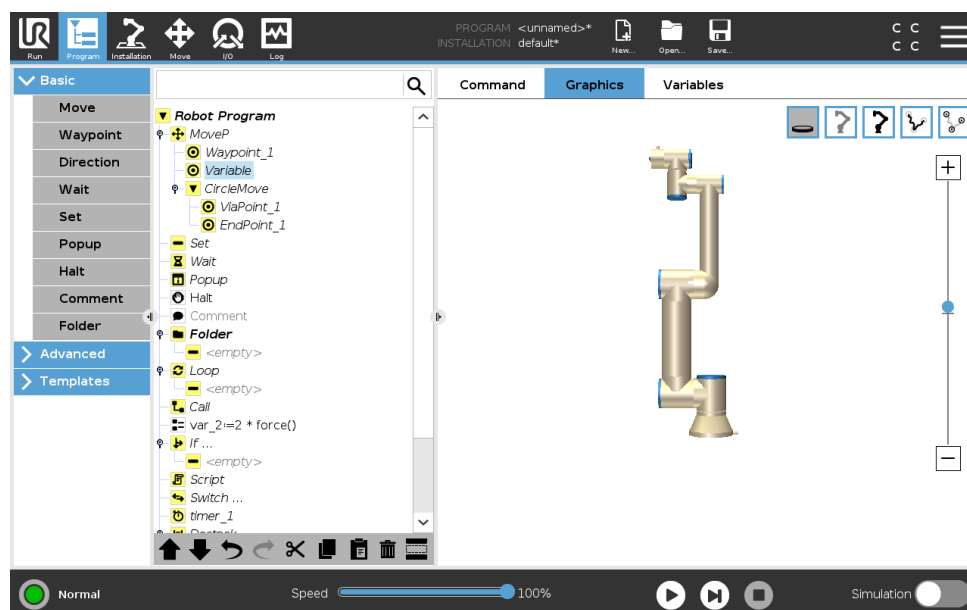 PROGRAM <unnamed>*
INSTALLATION default*
Run
Program
Installation
Move
I/O
Log
New...
Open...
Save...
C C
C C
Basic
Move
Waypoint
Direction
Wait
Set
Popup
Halt
Comment
Folder
Advanced
Templates
Robot Program
MoveP
Waypoint_1
Variable
CircleMove
ViaPoint_1
EndPoint_1
Set
Wait
Popup
Halt
Comment
Folder
<empty>
Loop
<empty>
Call
var_2:=2 * force()
If ...
<empty>
Script
Switch ...
timer_1
Command
Graphics
Variables
Normal
Speed
100%
Simulation